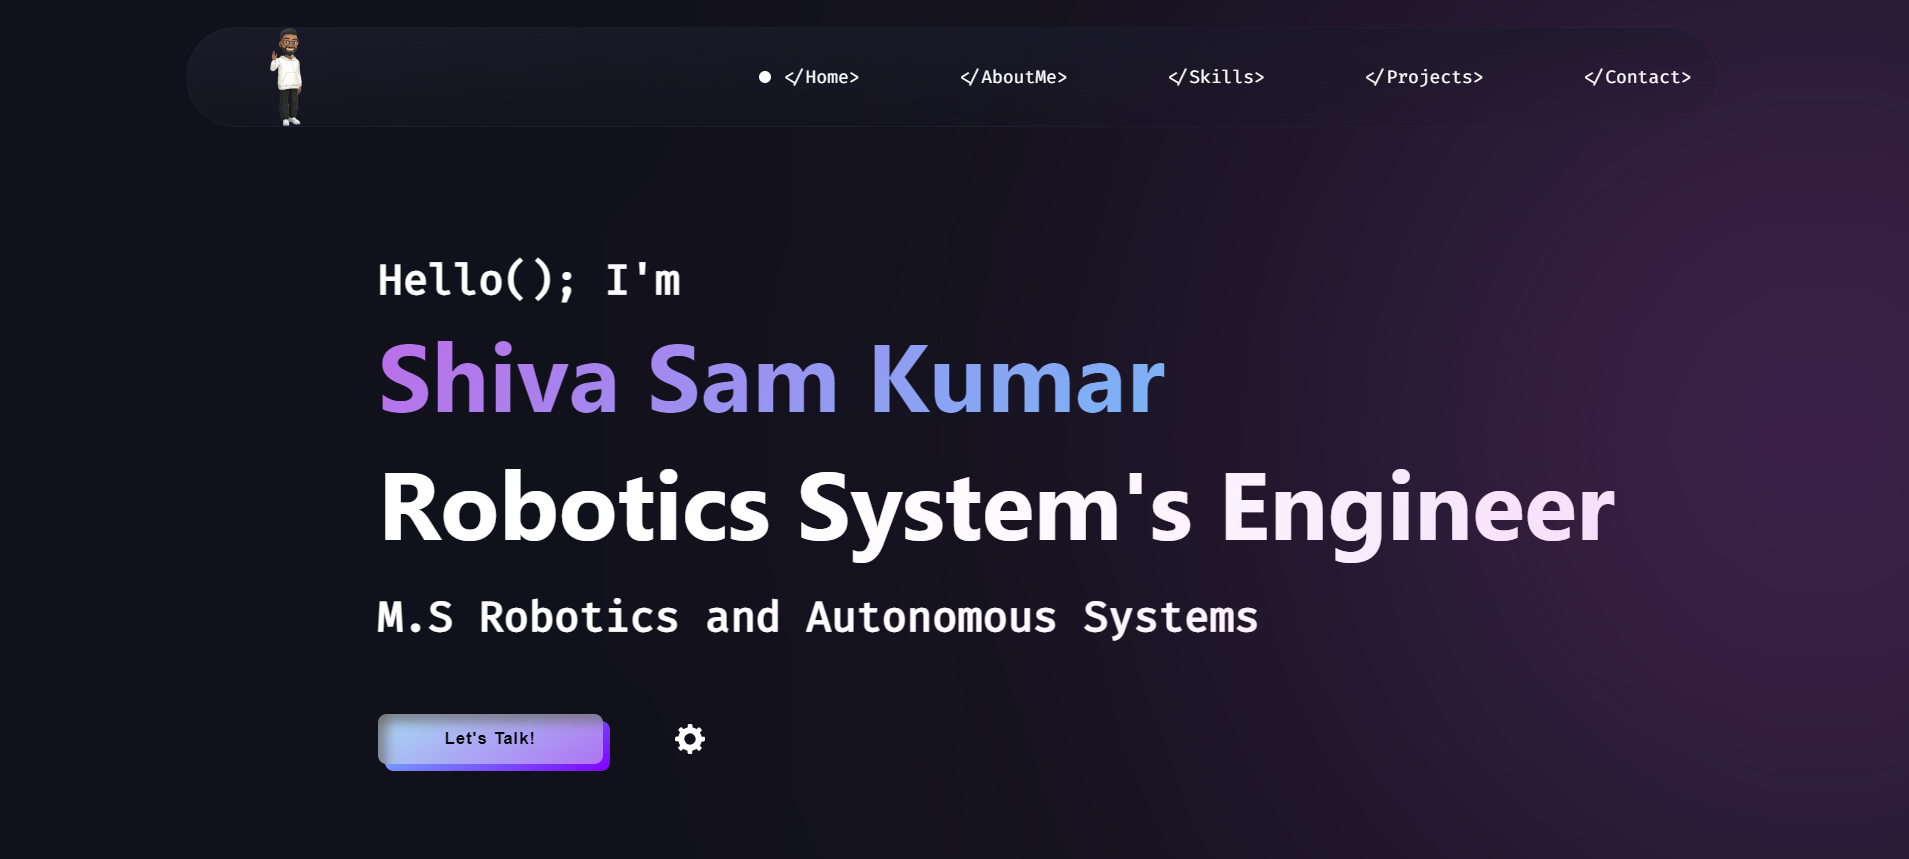 </Home> </AboutMe> </Skills> </Projects> </Contact>
Hello(); I'm
Shiva Sam Kumar
Robotics System's Engineer
M.S Robotics and Autonomous Systems
Let's Talk!